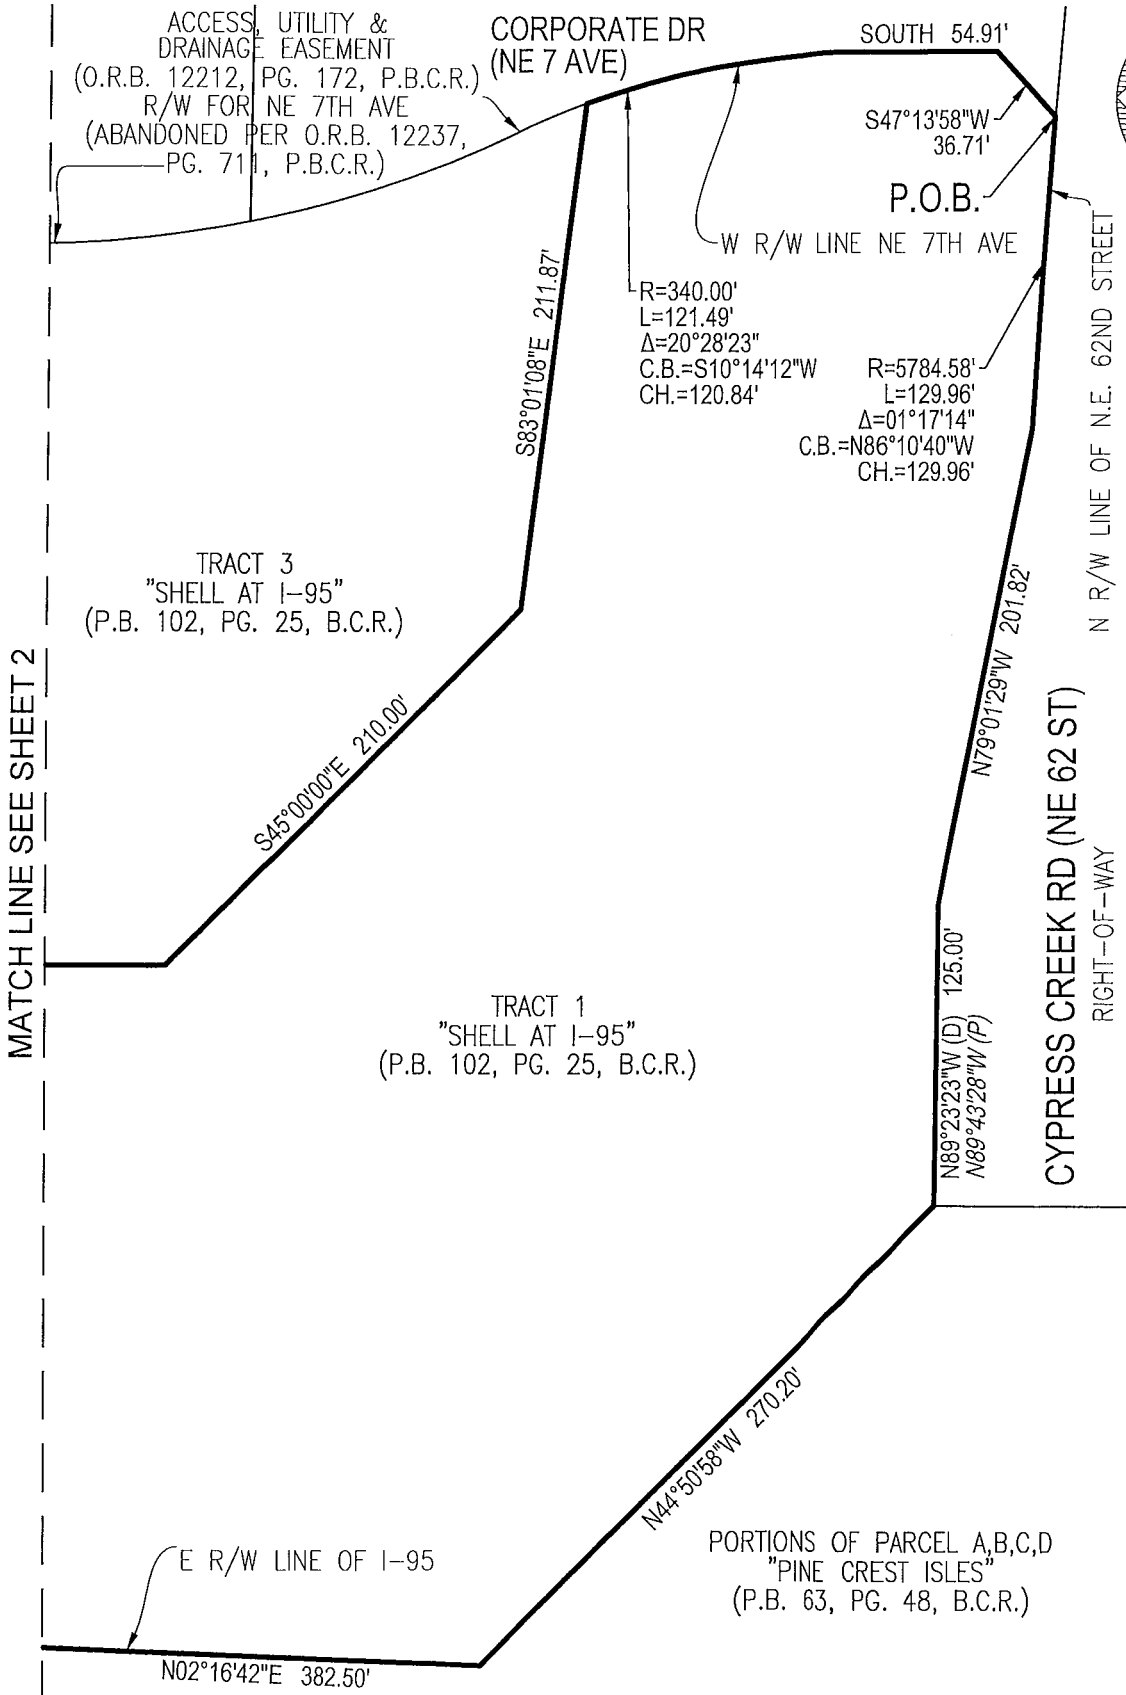 ACCESS, UTILITY &
DRAINAGE EASEMENT
(O.R.B. 12212, PG. 172, P.B.C.R.)
R/W FOR NE 7TH AVE
(ABANDONED PER O.R.B. 12237,
PG. 711, P.B.C.R.)
CORPORATE DR
(NE 7 AVE)
SOUTH 54.91'
S47°13'58"W
36.71'
P.O.B.
W R/W LINE NE 7TH AVE
R=340.00'
L=121.49'
Δ=20°28'23"
C.B.=S10°14'12"W
CH.=120.84'
R=5784.58'
L=129.96'
Δ=01°17'14"
C.B.=N86°10'40"W
CH.=129.96'
N R/W LINE OF N.E. 62ND STREET
S83°01'08"E 211.87'
TRACT 3
"SHELL AT I-95"
(P.B. 102, PG. 25, B.C.R.)
N79°01'29"W 201.82'
S45°00'00"E 210.00'
MATCH LINE SEE SHEET 2
CYPRESS CREEK RD (NE 62 ST)
RIGHT-OF-WAY
TRACT 1
"SHELL AT I-95"
(P.B. 102, PG. 25, B.C.R.)
N89°23'23"W (D) 125.00'
N89°43'28"W (P)
N44°50'58"W 270.20'
PORTIONS OF PARCEL A,B,C,D
"PINE CREST ISLES"
(P.B. 63, PG. 48, B.C.R.)
E R/W LINE OF I-95
N02°16'42"E 382.50'